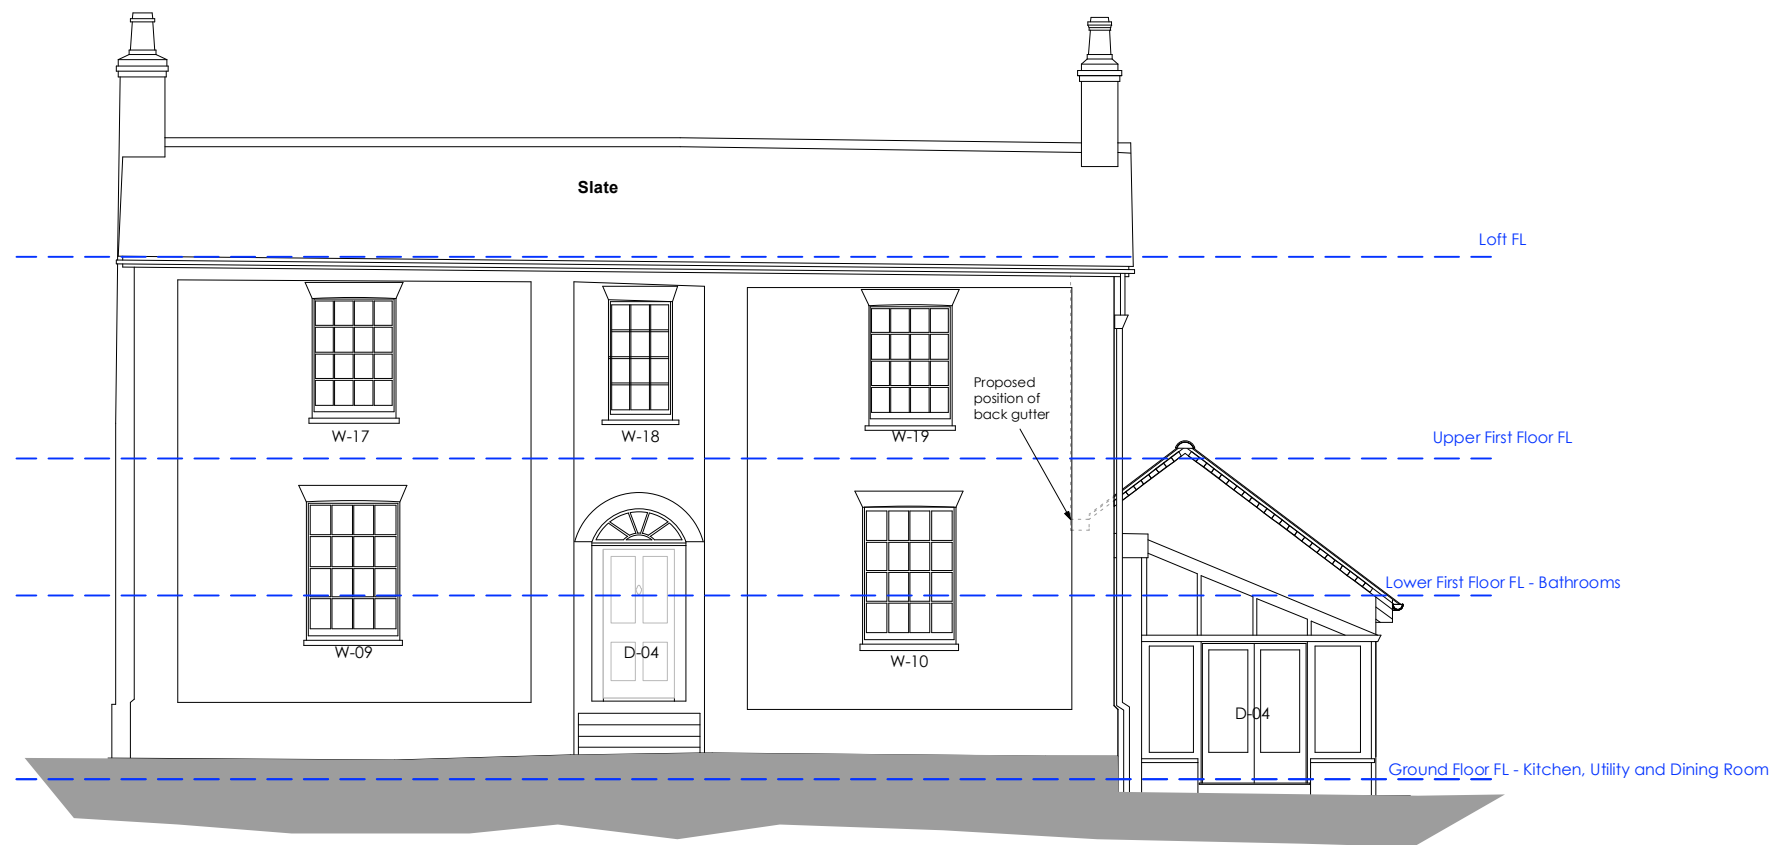 Slate
Loft FL
Proposed
position of
back gutter
W-17
W-18
W-19
Upper First Floor FL
Lower First Floor FL - Bathrooms
W-09
D-04
W-10
D-04
Ground Floor FL - Kitchen, Utility and Dining Room